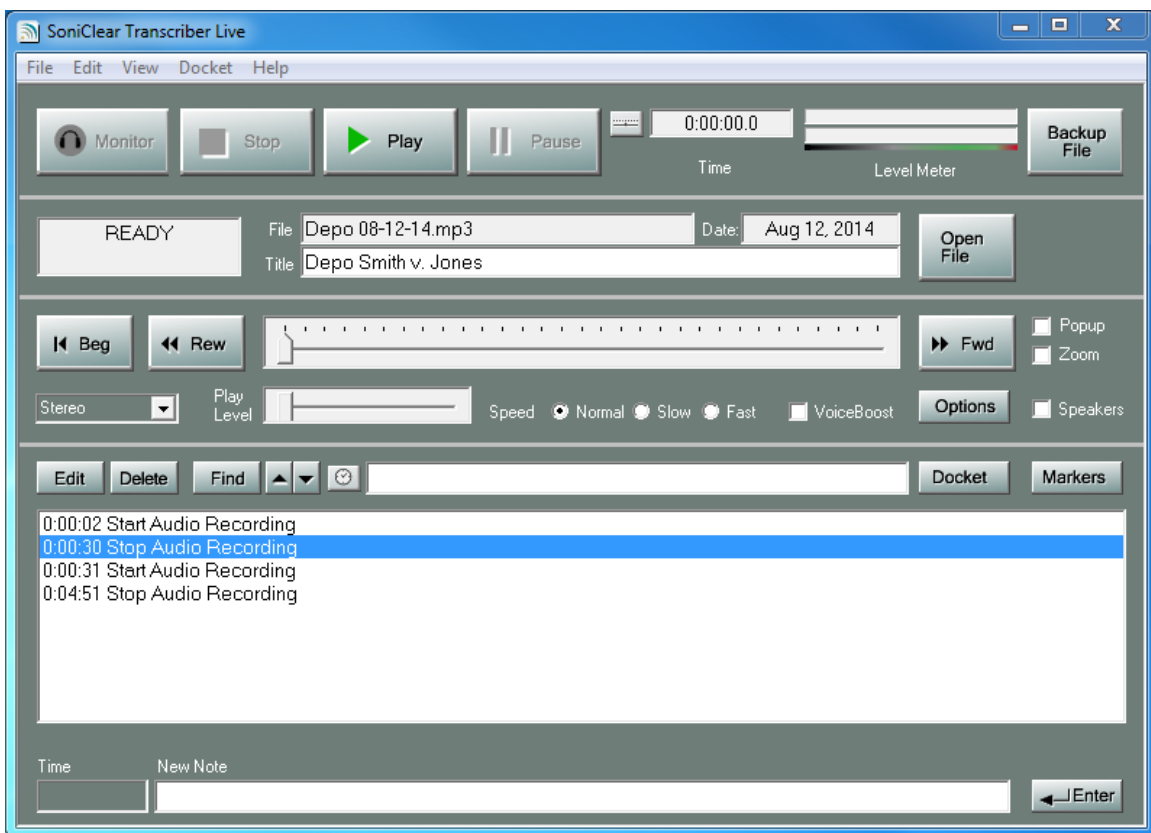 SoniClear Transcriber Live
File Edit View Docket Help
Monitor Stop Play Pause 0:00:00.0 Backup File
Time Level Meter
READY File Depo 08-12-14.mp3 Date: Aug 12, 2014 Open File
Title Depo Smith v. Jones
Beg Rew Fwd Popup
Zoom
Stereo Play Level Speed Normal Slow Fast VoiceBoost Options Speakers
Edit Delete Find Docket Markers
0:00:02 Start Audio Recording
0:00:30 Stop Audio Recording
0:00:31 Start Audio Recording
0:04:51 Stop Audio Recording
Time New Note
Enter